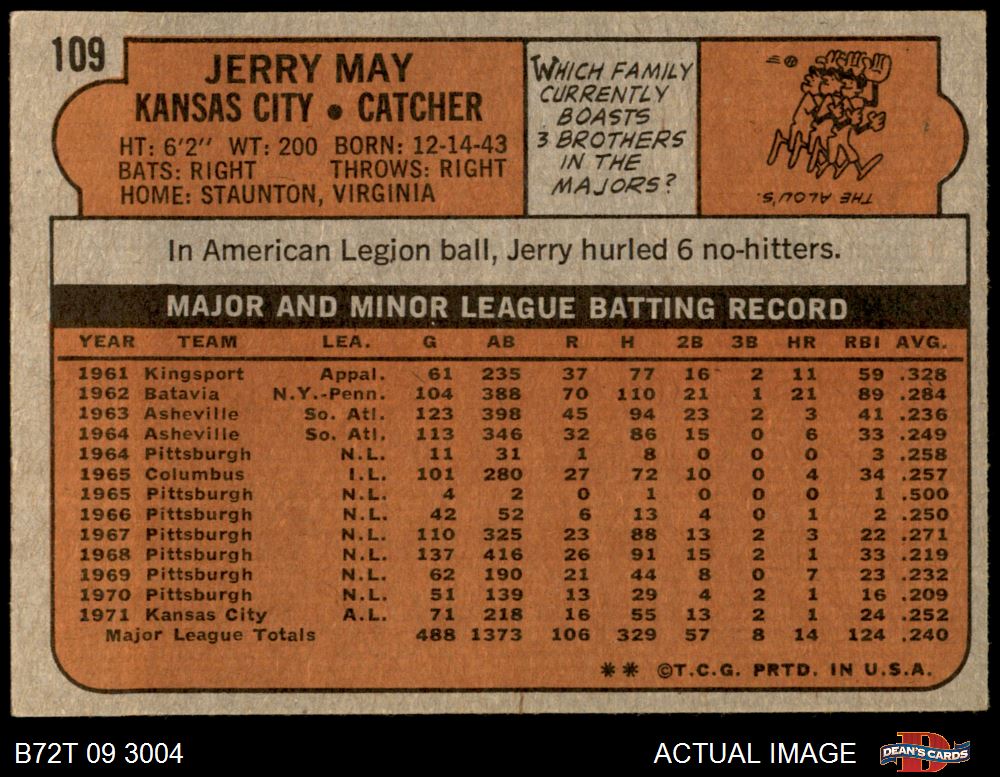 109
JERRY MAY
KANSAS CITY • CATCHER
HT: 6'2" WT: 200 BORN: 12-14-43
BATS: RIGHT THROWS: RIGHT
HOME: STAUNTON, VIRGINIA
WHICH FAMILY
CURRENTLY
BOASTS
3 BROTHERS
IN THE
MAJORS?
THE ALOU'S.
In American Legion ball, Jerry hurled 6 no-hitters.
MAJOR AND MINOR LEAGUE BATTING RECORD
YEAR TEAM LEA. G AB R H 2B 3B HR RBI AVG.
1961 Kingsport Appal. 61 235 37 77 16 2 11 59 .328
1962 Batavia N.Y.-Penn. 104 388 70 110 21 1 21 89 .284
1963 Asheville So. Atl. 123 398 45 94 23 2 3 41 .236
1964 Asheville So. Atl. 113 346 32 86 15 0 6 33 .249
1964 Pittsburgh N.L. 11 31 1 8 0 0 0 3 .258
1965 Columbus I.L. 101 280 27 72 10 0 4 34 .257
1965 Pittsburgh N.L. 4 2 0 1 0 0 0 1 .500
1966 Pittsburgh N.L. 42 52 6 13 4 0 1 2 .250
1967 Pittsburgh N.L. 110 325 23 88 13 2 3 22 .271
1968 Pittsburgh N.L. 137 416 26 91 15 2 1 33 .219
1969 Pittsburgh N.L. 62 190 21 44 8 0 7 23 .232
1970 Pittsburgh N.L. 51 139 13 29 4 2 1 16 .209
1971 Kansas City A.L. 71 218 16 55 13 2 1 24 .252
Major League Totals 488 1373 106 329 57 8 14 124 .240
** ©T.C.G. PRTD. IN U.S.A.
B72T 09 3004
ACTUAL IMAGE
D
DEAN'S CARDS